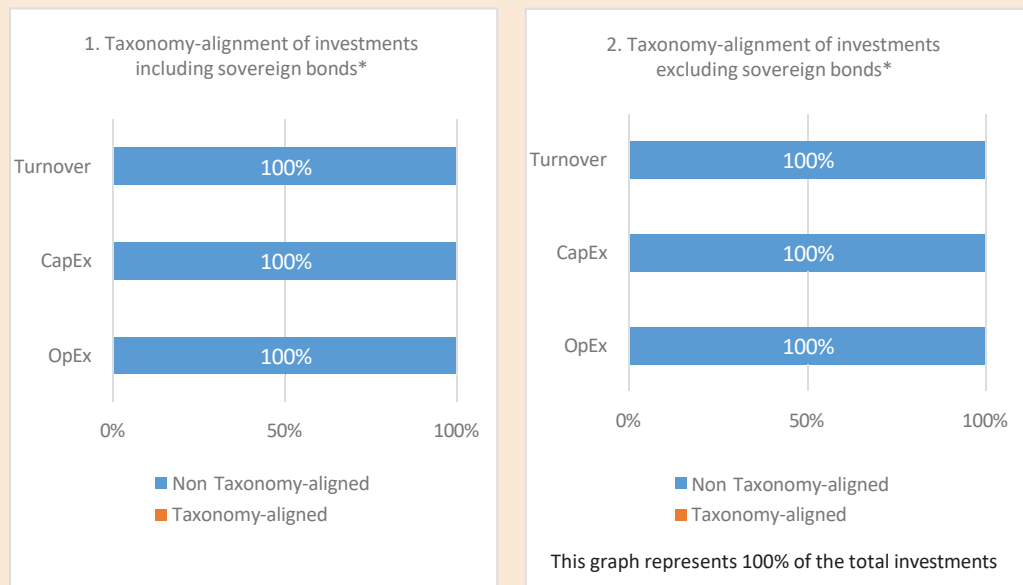 1. Taxonomy-alignment of investments
including sovereign bonds*
Turnover
100%
CapEx
100%
OpEx
100%
0%
50%
100%
Non Taxonomy-aligned
Taxonomy-aligned
2. Taxonomy-alignment of investments
excluding sovereign bonds*
Turnover
100%
CapEx
100%
OpEx
100%
0%
50%
100%
Non Taxonomy-aligned
Taxonomy-aligned
This graph represents 100% of the total investments